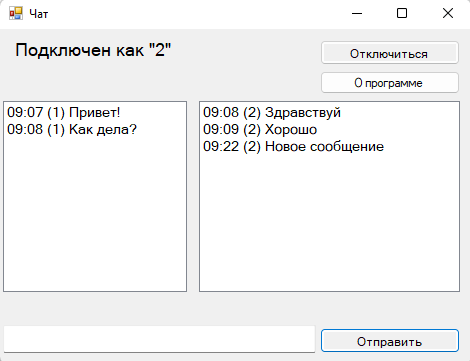 Чат
Подключен как "2"
Отключиться
О программе
09:07 (1) Привет!
09:08 (1) Как дела?
09:08 (2) Здравствуй
09:09 (2) Хорошо
09:22 (2) Новое сообщение
Отправить